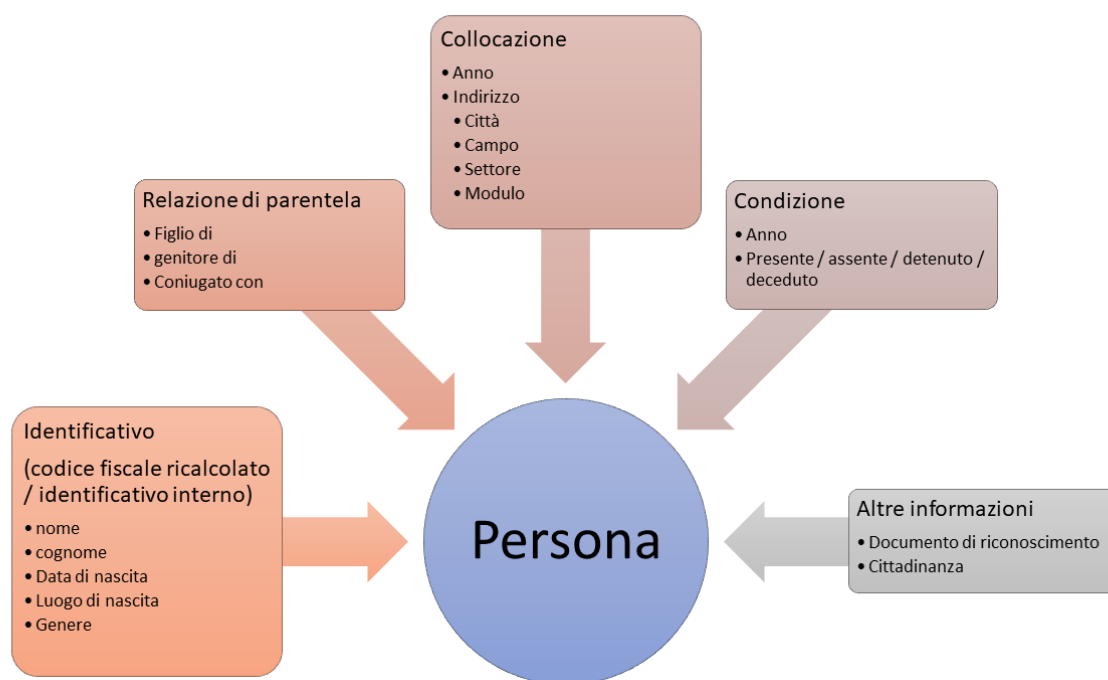 Collocazione
• Anno
• Indirizzo
• Città
• Campo
• Settore
• Modulo
Relazione di parentela
• Figlio di
• genitore di
• Coniugato con
Condizione
• Anno
• Presente / assente / detenuto /
deceduto
Identificativo
(codice fiscale ricalcolato
/ identificativo interno)
• nome
• cognome
• Data di nascita
• Luogo di nascita
• Genere
Persona
Altre informazioni
• Documento di riconoscimento
• Cittadinanza